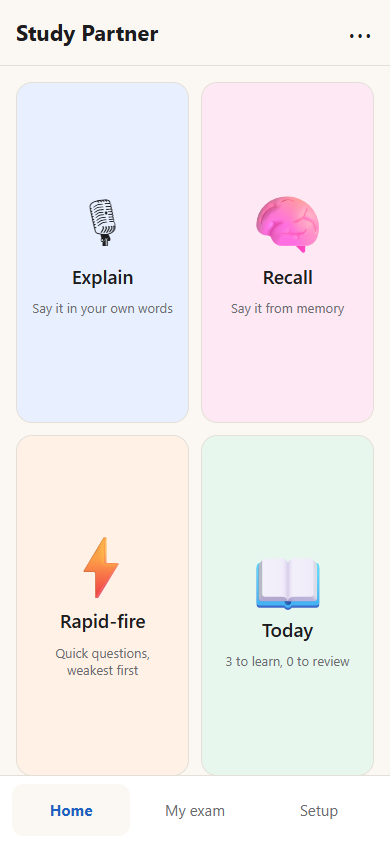 Study Partner
Explain
Say it in your own words
Recall
Say it from memory
Rapid-fire
Quick questions,
weakest first
Today
3 to learn, 0 to review
Home
My exam
Setup